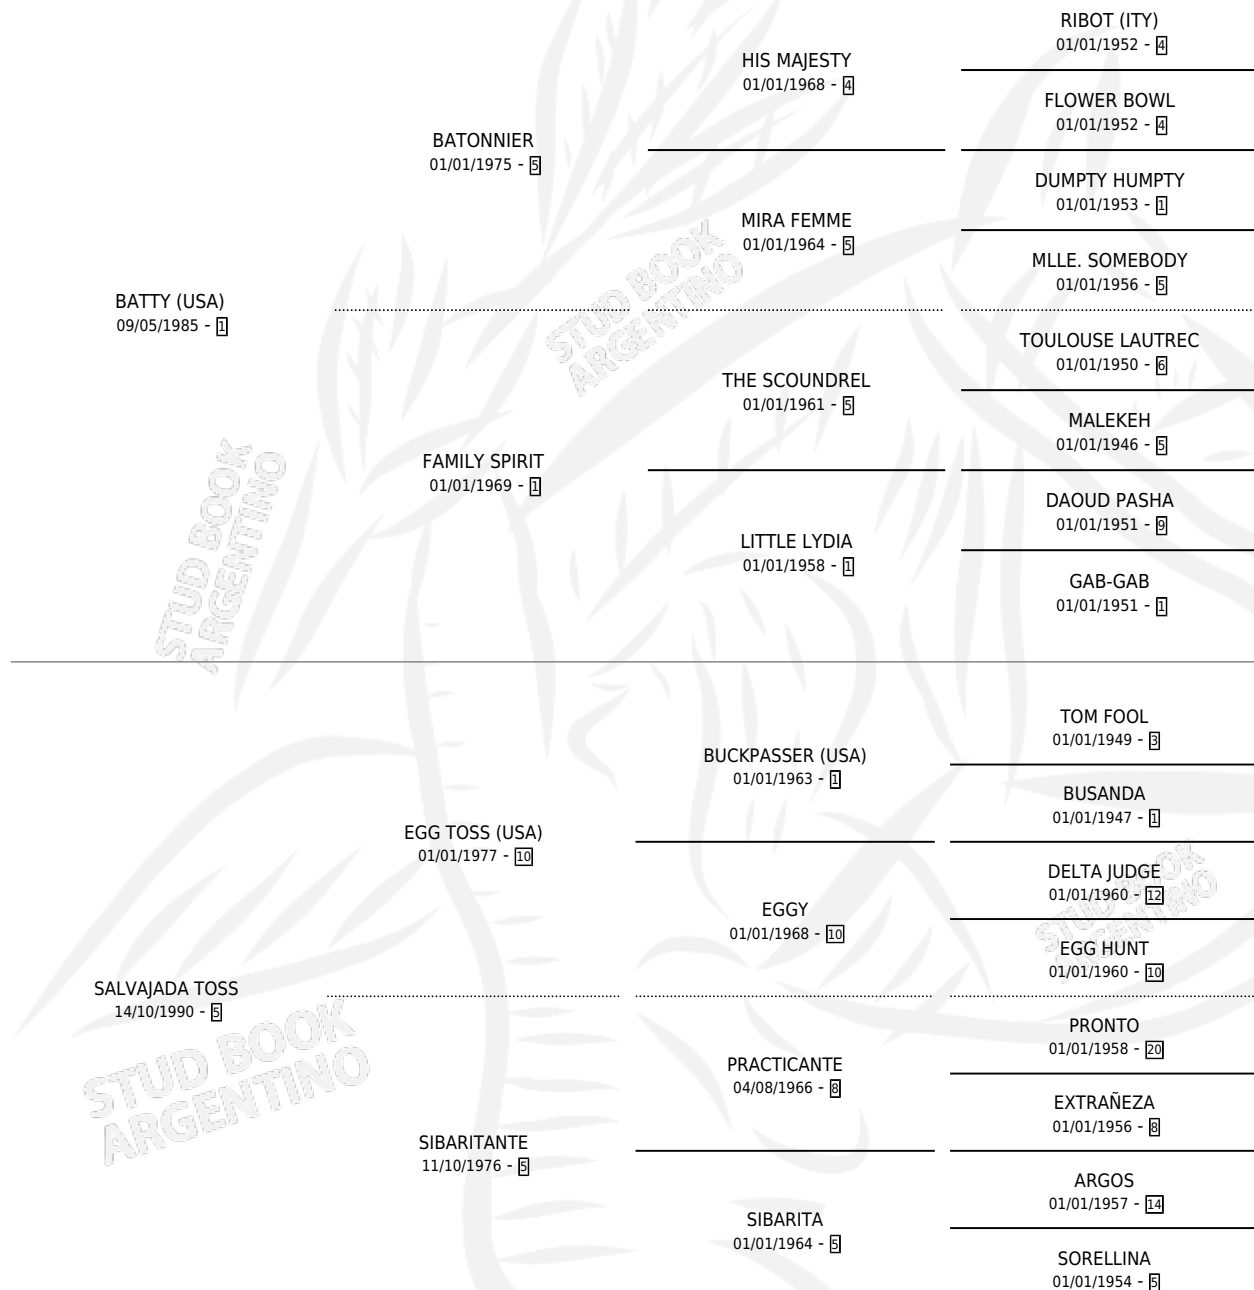 RIBOT (ITY)
01/01/1952 - 4
HIS MAJESTY
01/01/1968 - 4
FLOWER BOWL
01/01/1952 - 4
BATONNIER
01/01/1975 - 5
DUMPTY HUMPTY
01/01/1953 - 1
MIRA FEMME
01/01/1964 - 5
MLLE. SOMEBODY
01/01/1956 - 5
BATTY (USA)
09/05/1985 - 1
STUD BOOK
ARGENTINO
TOULOUSE LAUTREC
01/01/1950 - 6
THE SCOUNDREL
01/01/1961 - 5
MALEKEH
01/01/1946 - 5
FAMILY SPIRIT
01/01/1969 - 1
DAOUD PASHA
01/01/1951 - 9
LITTLE LYDIA
01/01/1958 - 1
GAB-GAB
01/01/1951 - 1
STUD BOOK
ARGENTINO
TOM FOOL
01/01/1949 - 3
BUCKPASSER (USA)
01/01/1963 - 1
BUSANDA
01/01/1947 - 1
EGG TOSS (USA)
01/01/1977 - 10
DELTA JUDGE
01/01/1960 - 12
EGGY
01/01/1968 - 10
STUD BOOK
ARGENTINO
EGG HUNT
01/01/1960 - 10
SALVAJADA TOSS
14/10/1990 - 5
STUD BOOK
ARGENTINO
PRONTO
01/01/1958 - 20
PRACTICANTE
04/08/1966 - 8
EXTRAÑEZA
01/01/1956 - 8
SIBARITANTE
11/10/1976 - 5
ARGOS
01/01/1957 - 14
SIBARITA
01/01/1964 - 5
SORELLINA
01/01/1954 - 5